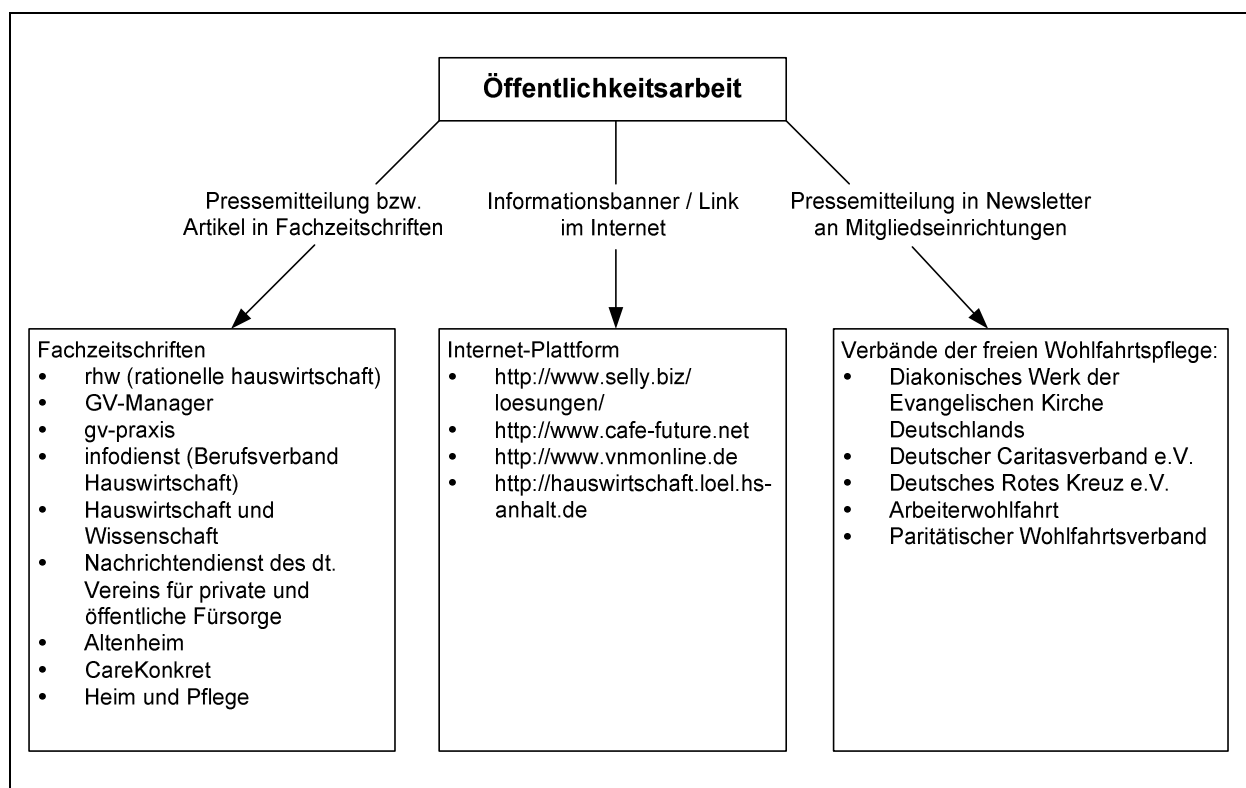 Öffentlichkeitsarbeit
Pressemitteilung bzw.
Artikel in Fachzeitschriften
Informationsbanner / Link
im Internet
Pressemitteilung in Newsletter
an Mitgliedseinrichtungen
Fachzeitschriften
• rhw (rationelle hauswirtschaft)
• GV-Manager
• gv-praxis
• infodienst (Berufsverband
Hauswirtschaft)
• Hauswirtschaft und
Wissenschaft
• Nachrichtendienst des dt.
Vereins für private und
öffentliche Fürsorge
• Altenheim
• CareKonkret
• Heim und Pflege
Internet-Plattform
• http://www.selly.biz/
loesungen/
• http://www.cafe-future.net
• http://www.vnmonline.de
• http://hauswirtschaft.loel.hs-
anhalt.de
Verbände der freien Wohlfahrtspflege:
• Diakonisches Werk der
Evangelischen Kirche
Deutschlands
• Deutscher Caritasverband e.V.
• Deutsches Rotes Kreuz e.V.
• Arbeiterwohlfahrt
• Paritätischer Wohlfahrtsverband